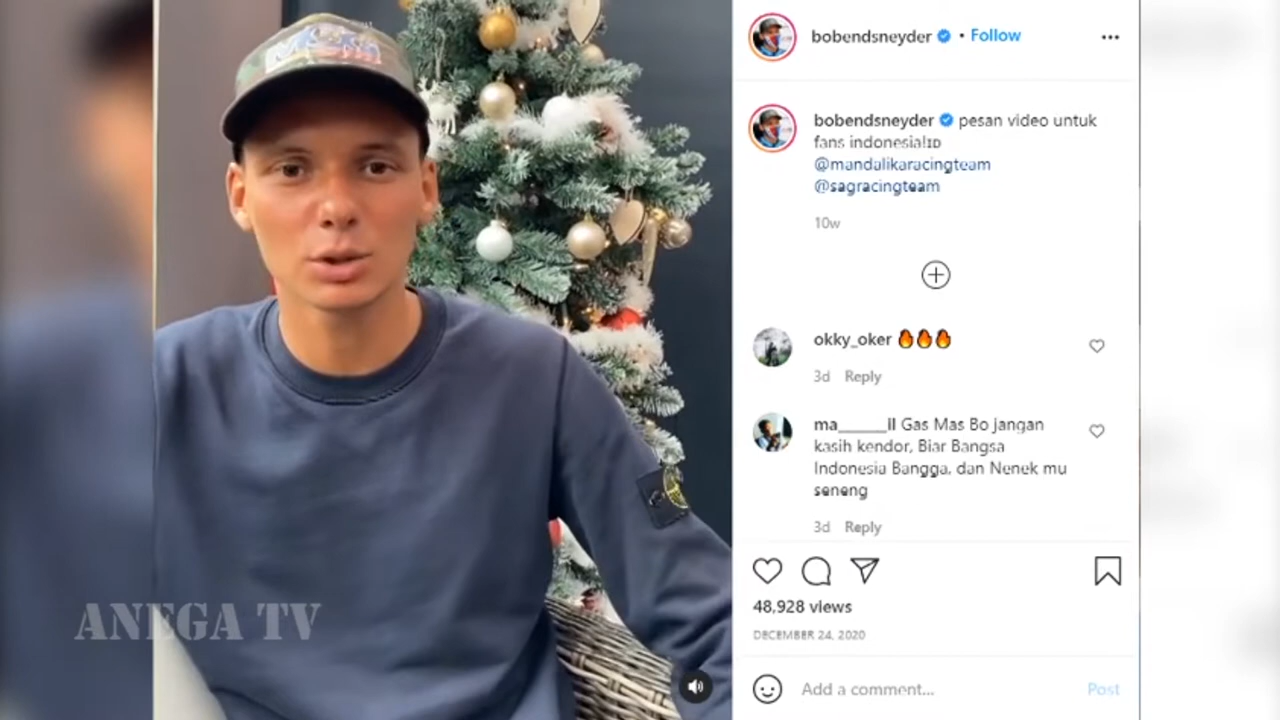 bobendsneyder • Follow
bobendsneyder pesan video untuk
fans indonesia!ID
@mandalikaracingteam
@sagracingteam
10w
okky_oker 🔥🔥🔥
3d Reply
ma______ll Gas Mas Bo jangan
kasih kendor, Biar Bangsa
Indonesia Bangga, dan Nenek mu
seneng
3d Reply
48,928 views
DECEMBER 24, 2020
Add a comment... Post
ANEGA TV